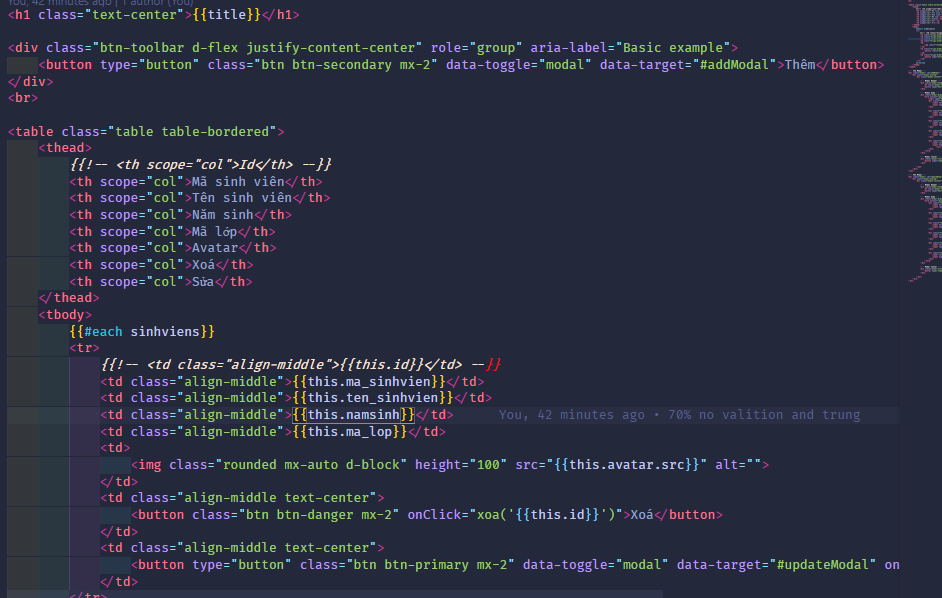 You, 42 minutes ago | 1 author (You)
<h1 class="text-center">{{title}}</h1>
<div class="btn-toolbar d-flex justify-content-center" role="group" aria-label="Basic example">
<button type="button" class="btn btn-secondary mx-2" data-toggle="modal" data-target="#addModal">Thêm</button>
</div>
<br>
<table class="table table-bordered">
<thead>
{{!-- <th scope="col">Id</th> --}}
<th scope="col">Mã sinh viên</th>
<th scope="col">Tên sinh viên</th>
<th scope="col">Năm sinh</th>
<th scope="col">Mã lớp</th>
<th scope="col">Avatar</th>
<th scope="col">Xoá</th>
<th scope="col">Sửa</th>
</thead>
<tbody>
{{#each sinhviens}}
<tr>
{{!-- <td class="align-middle">{{this.id}}</td> --}}
<td class="align-middle">{{this.ma_sinhvien}}</td>
<td class="align-middle">{{this.ten_sinhvien}}</td>
<td class="align-middle">{{this.namsinh}}</td> You, 42 minutes ago • 70% no valition and trung
<td class="align-middle">{{this.ma_lop}}</td>
<td>
<img class="rounded mx-auto d-block" height="100" src="{{this.avatar.src}}" alt="">
</td>
<td class="align-middle text-center">
<button class="btn btn-danger mx-2" onClick="xoa('{{this.id}}')">Xoá</button>
</td>
<td class="align-middle text-center">
<button type="button" class="btn btn-primary mx-2" data-toggle="modal" data-target="#updateModal" on
</td>
</tr>